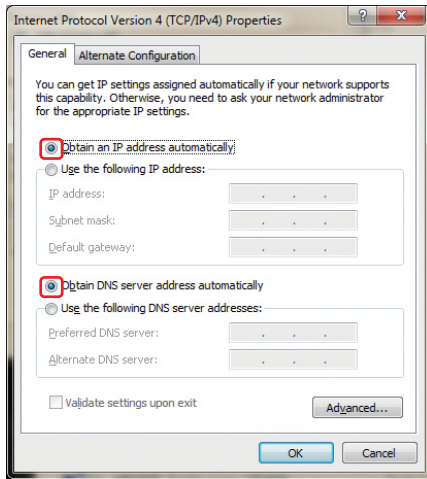 Internet Protocol Version 4 (TCP/IPv4) Properties
General
Alternate Configuration
You can get IP settings assigned automatically if your network supports
this capability. Otherwise, you need to ask your network administrator
for the appropriate IP settings.
Obtain an IP address automatically
Use the following IP address:
IP address:
. . .
Subnet mask:
. . .
Default gateway:
. . .
Obtain DNS server address automatically
Use the following DNS server addresses:
Preferred DNS server:
. . .
Alternate DNS server:
. . .
Validate settings upon exit
Advanced...
OK
Cancel